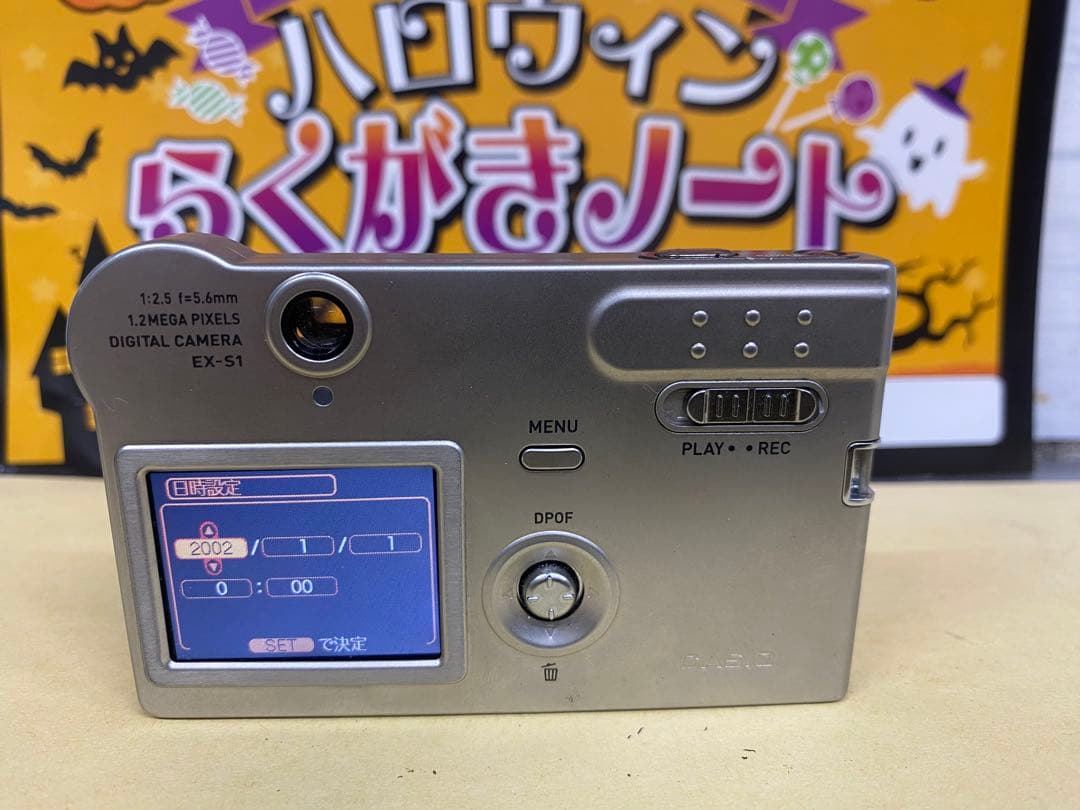 ハロウィン
らくがきノート
1:2.5 f=5.6mm
1.2MEGA PIXELS
DIGITAL CAMERA
EX-S1
MENU
PLAY • • REC
DPOF
CASIO
日時設定
2002 / 1 / 1
0 : 00
SET で決定